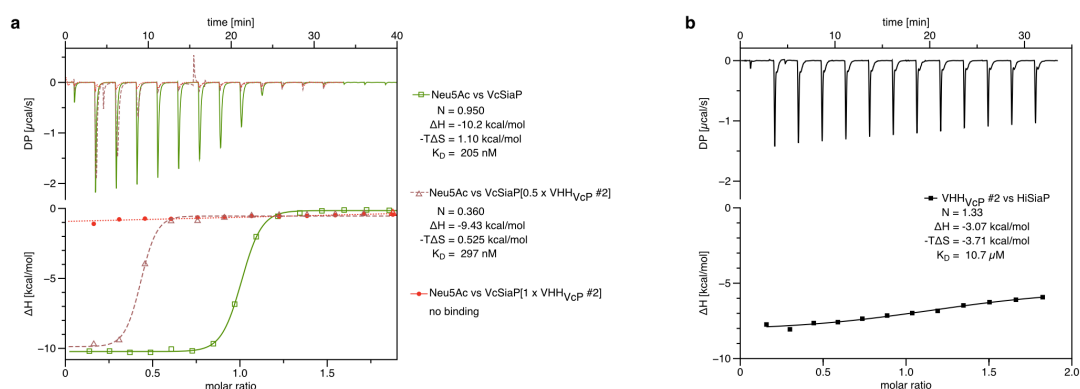 a
time [min]
0 10 20 30 40
0
−1
−2
DP [µcal/s]
Neu5Ac vs VcSiaP
N = 0.950
ΔH = -10.2 kcal/mol
-TΔS = 1.10 kcal/mol
KD = 205 nM
Neu5Ac vs VcSiaP[0.5 x VHHVcP #2]
N = 0.360
ΔH = -9.43 kcal/mol
-TΔS = 0.525 kcal/mol
KD = 297 nM
Neu5Ac vs VcSiaP[1 x VHHVcP #2]
no binding
0
−5
−10
ΔH [kcal/mol]
0 0.5 1.0 1.5
molar ratio
b
time [min]
0 10 20 30
0
−1
−2
DP [µcal/s]
VHHVcP #2 vs HiSiaP
N = 1.33
ΔH = -3.07 kcal/mol
-TΔS = -3.71 kcal/mol
KD = 10.7 µM
0
−5
−10
ΔH [kcal/mol]
0 0.5 1.0 1.5 2.0
molar ratio